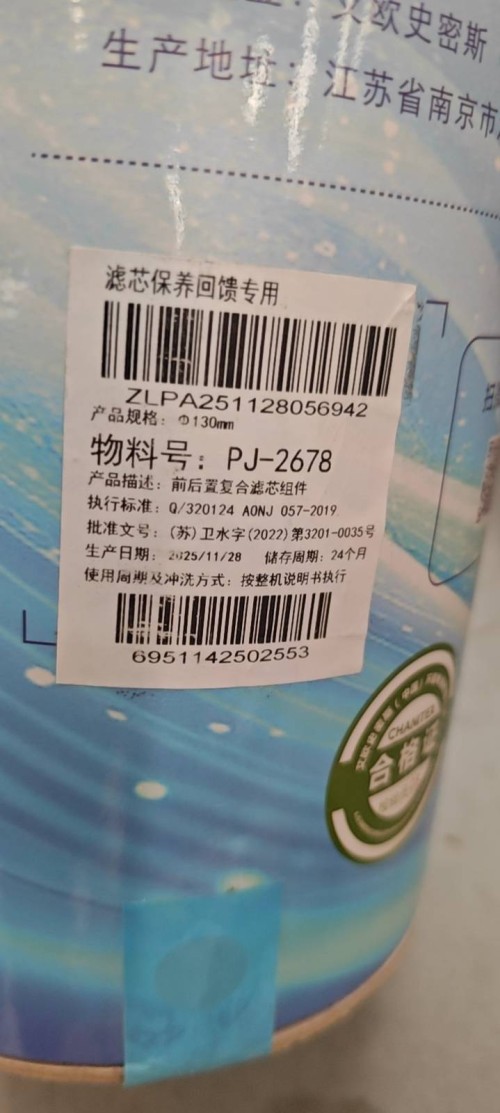 艾欧史密斯
生产地址：江苏省南京市
滤芯保养回馈专用
ZLPA251128056942
产品规格：Φ130mm
物料号：PJ-2678
产品描述：前后置复合滤芯组件
执行标准：Q/320124 AONJ 057-2019
批准文号：(苏)卫水字(2022)第3201-0035号
生产日期：2025/11/28 储存周期：24个月
使用周期及冲洗方式：按整机说明书执行
6951142502553
合格证